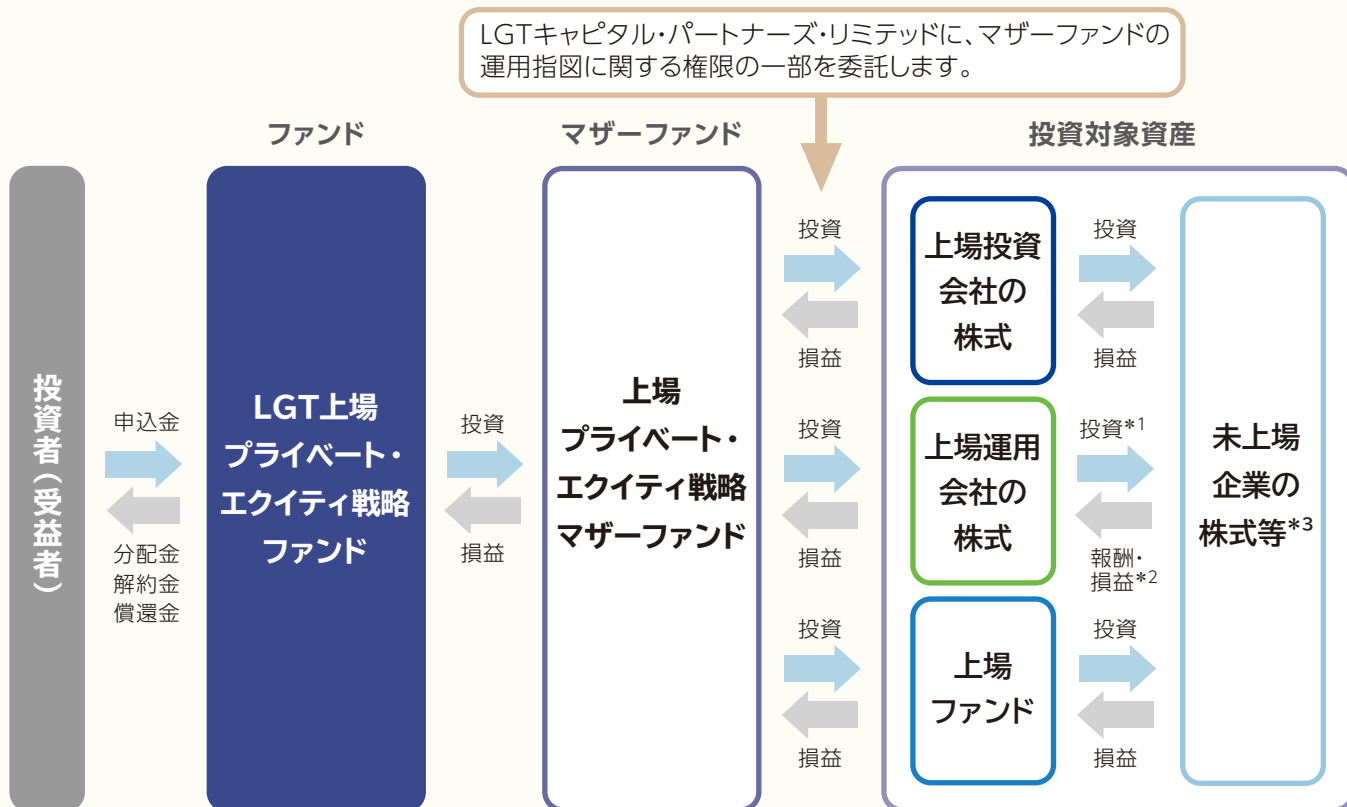 LGTキャピタル・パートナーズ・リミテッドに、マザーファンドの
運用指図に関する権限の一部を委託します。
ファンド
マザーファンド
投資対象資産
投資者（受益者）
申込金
分配金
解約金
償還金
LGT上場
プライベート・
エクイティ戦略
ファンド
投資
損益
上場
プライベート・
エクイティ戦略
マザーファンド
投資
損益
上場投資
会社の
株式
投資
損益
投資
損益
上場運用
会社の
株式
投資*1
報酬・
損益*2
投資
損益
上場
ファンド
投資
損益
未上場
企業の
株式等*3